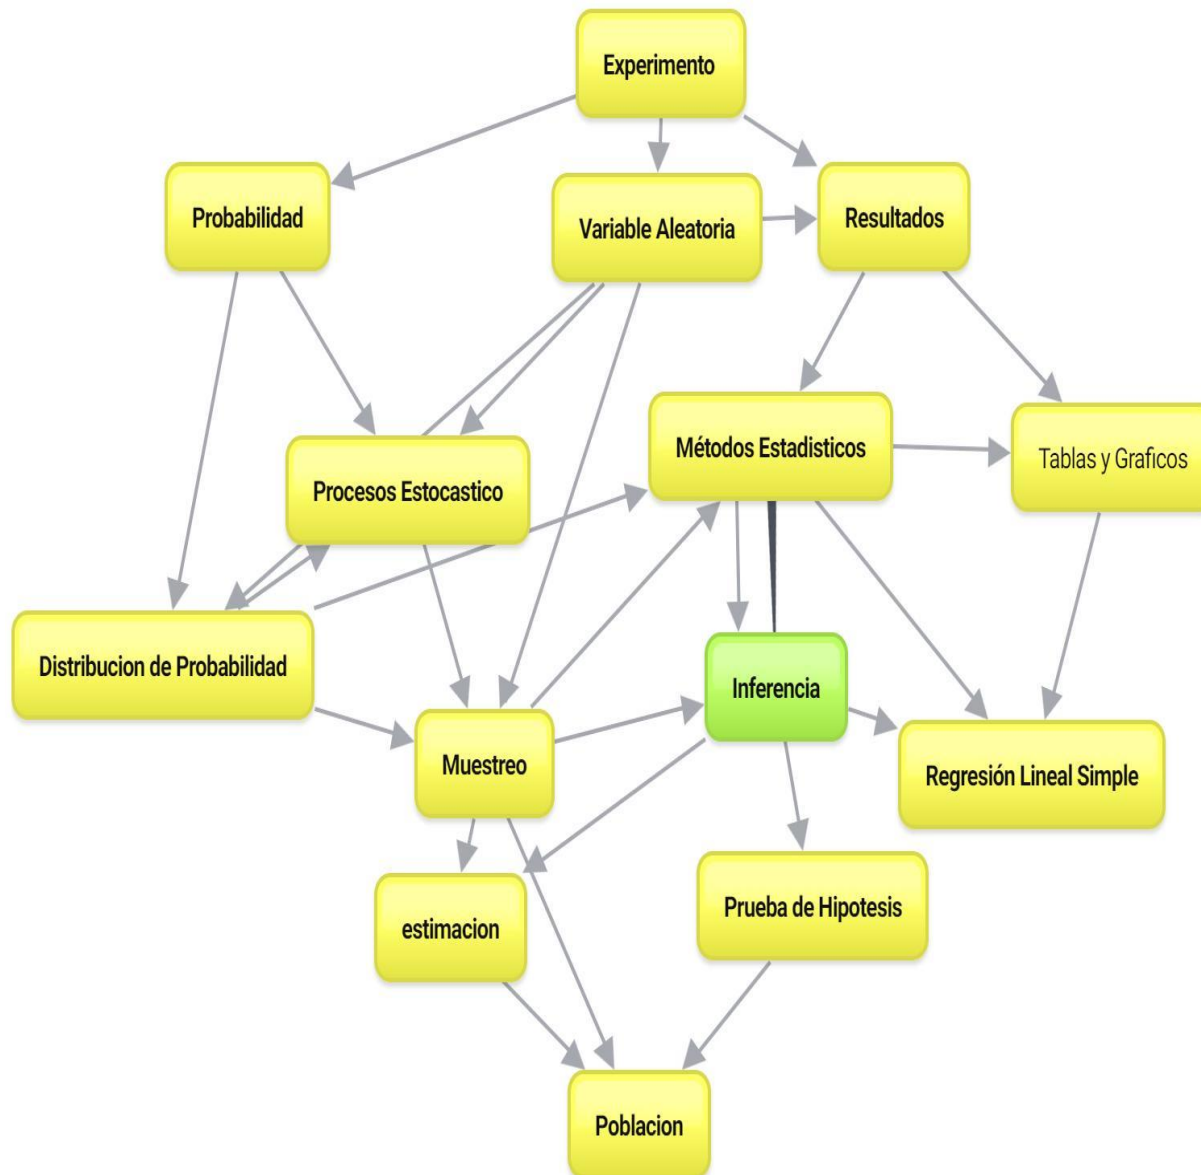 Experimento
Probabilidad
Variable Aleatoria
Resultados
Métodos Estadisticos
Tablas y Graficos
Procesos Estocastico
Distribucion de Probabilidad
Inferencia
Muestreo
Regresión Lineal Simple
estimacion
Prueba de Hipotesis
Poblacion